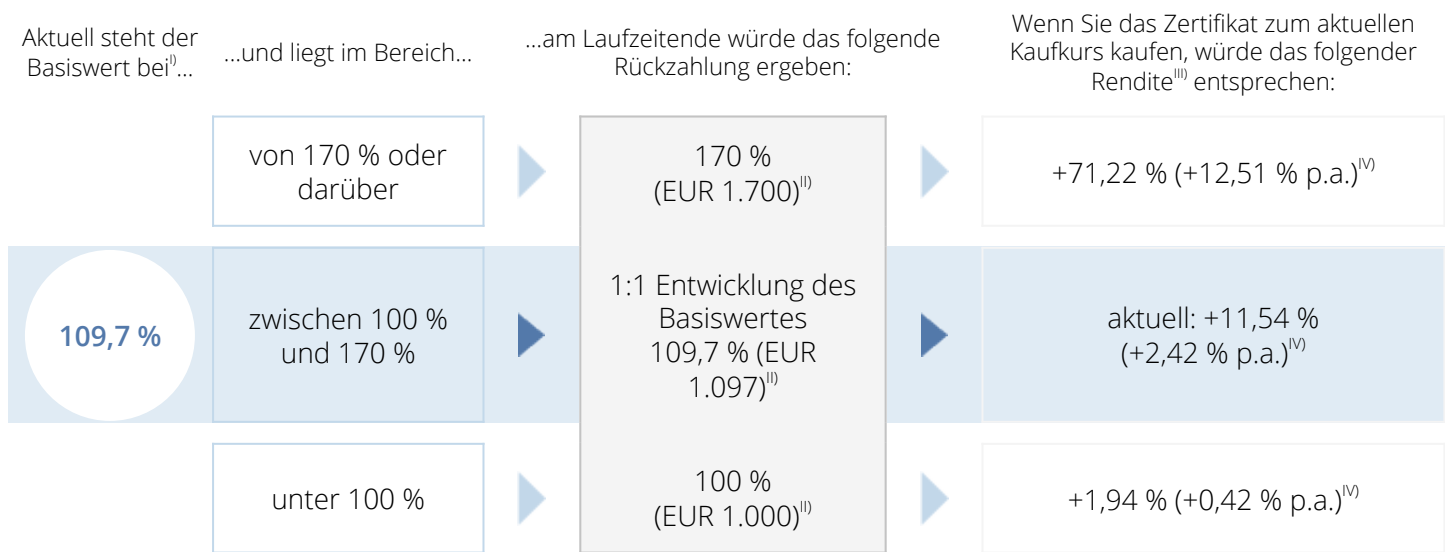 Aktuell steht der
Basiswert bei^I)...
...und liegt im Bereich...
...am Laufzeitende würde das folgende
Rückzahlung ergeben:
Wenn Sie das Zertifikat zum aktuellen
Kaufkurs kaufen, würde das folgender
Rendite^III) entsprechen:
von 170 % oder
darüber
170 %
(EUR 1.700)^II)
+71,22 % (+12,51 % p.a.)^IV)
109,7 %
zwischen 100 %
und 170 %
1:1 Entwicklung des
Basiswertes
109,7 % (EUR
1.097)^II)
aktuell: +11,54 %
(+2,42 % p.a.)^IV)
unter 100 %
100 %
(EUR 1.000)^II)
+1,94 % (+0,42 % p.a.)^IV)